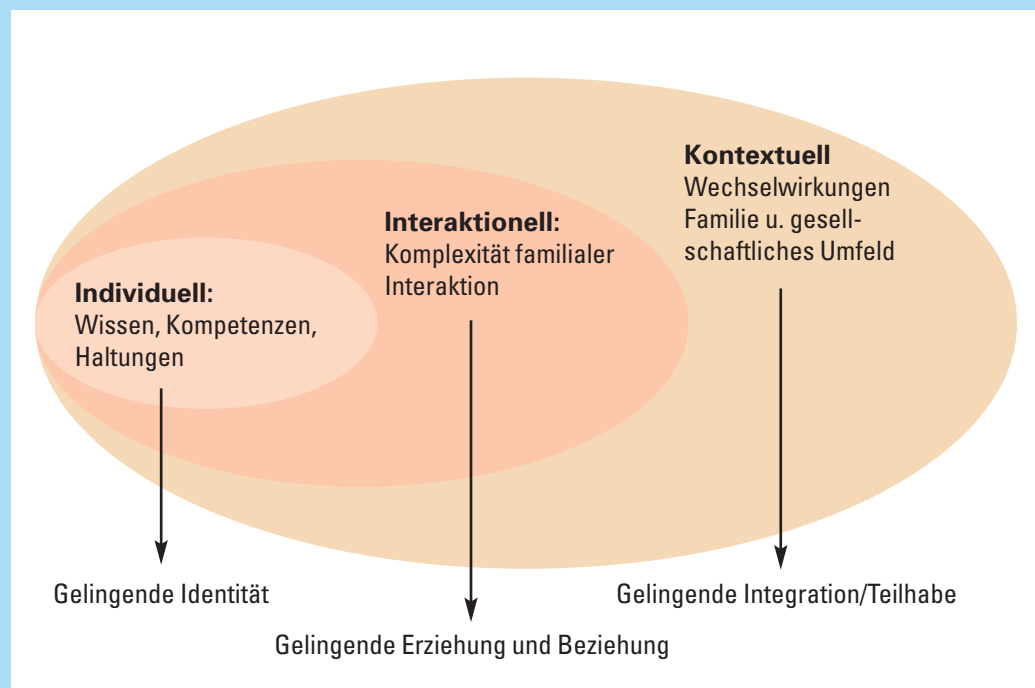 Individuell:
Wissen, Kompetenzen,
Haltungen
Interaktionell:
Komplexität familialer
Interaktion
Kontextuell
Wechselwirkungen
Familie u. gesell-
schaftliches Umfeld
Gelingende Identität
Gelingende Erziehung und Beziehung
Gelingende Integration/Teilhabe